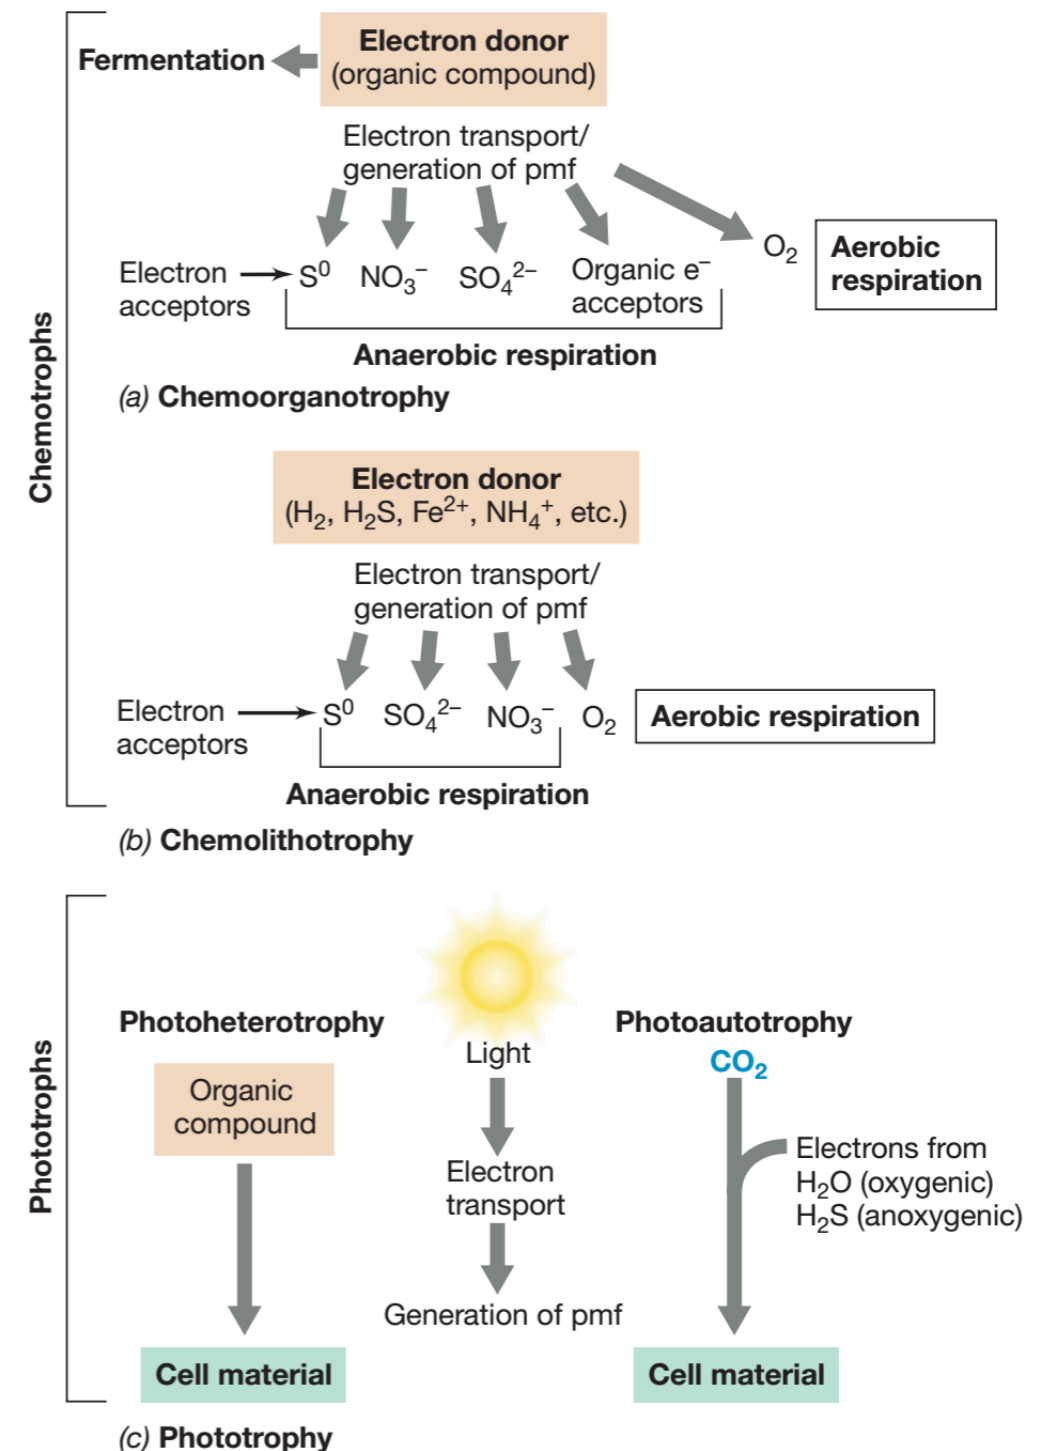 Chemotrophs
Fermentation
Electron donor
(organic compound)
Electron transport/
generation of pmf
Electron
acceptors
S⁰
NO₃⁻
SO₄²⁻
Organic e⁻
acceptors
O₂
Aerobic
respiration
Anaerobic respiration
(a) Chemoorganotrophy
Electron donor
(H₂, H₂S, Fe²⁺, NH₄⁺, etc.)
Electron transport/
generation of pmf
Electron
acceptors
S⁰
SO₄²⁻
NO₃⁻
O₂
Aerobic respiration
Anaerobic respiration
(b) Chemolithotrophy
Phototrophs
Photoheterotrophy
Organic
compound
Cell material
Light
Electron
transport
Generation of pmf
Photoautotrophy
CO₂
Electrons from
H₂O (oxygenic)
H₂S (anoxygenic)
Cell material
(c) Phototrophy